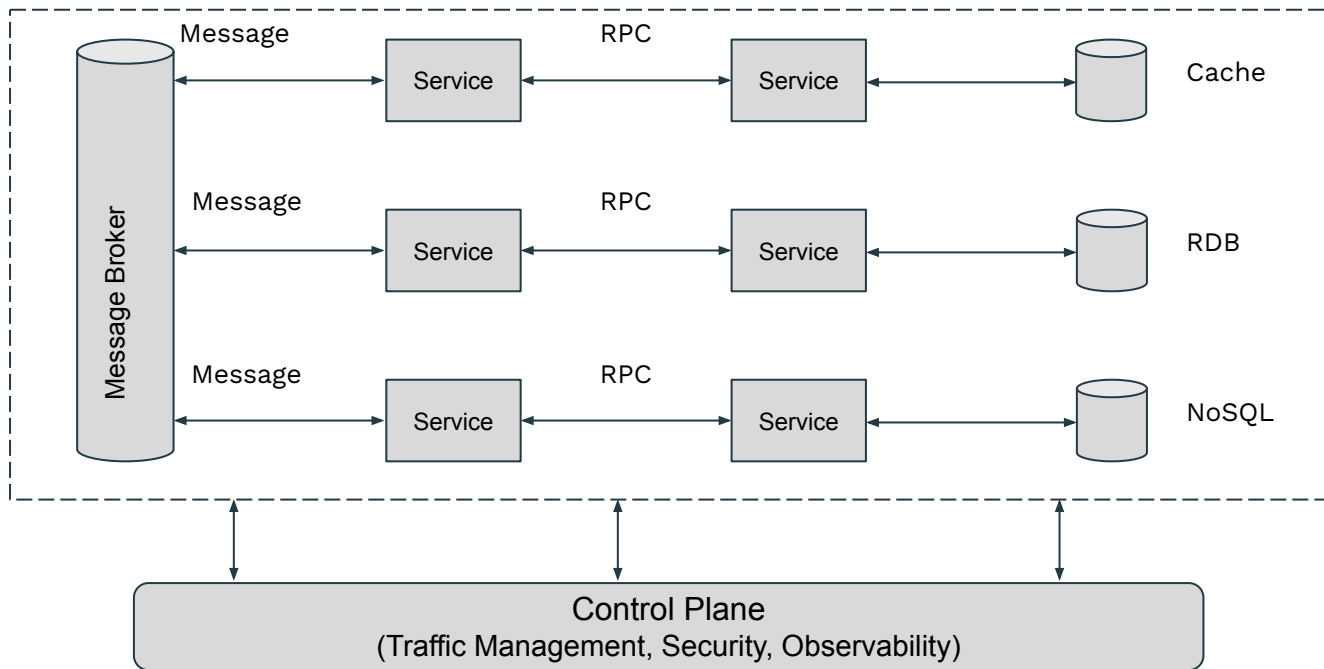 Message
RPC
Service
Service
Cache
Message Broker
Message
RPC
Service
Service
RDB
Message
RPC
Service
Service
NoSQL
Control Plane
(Traffic Management, Security, Observability)